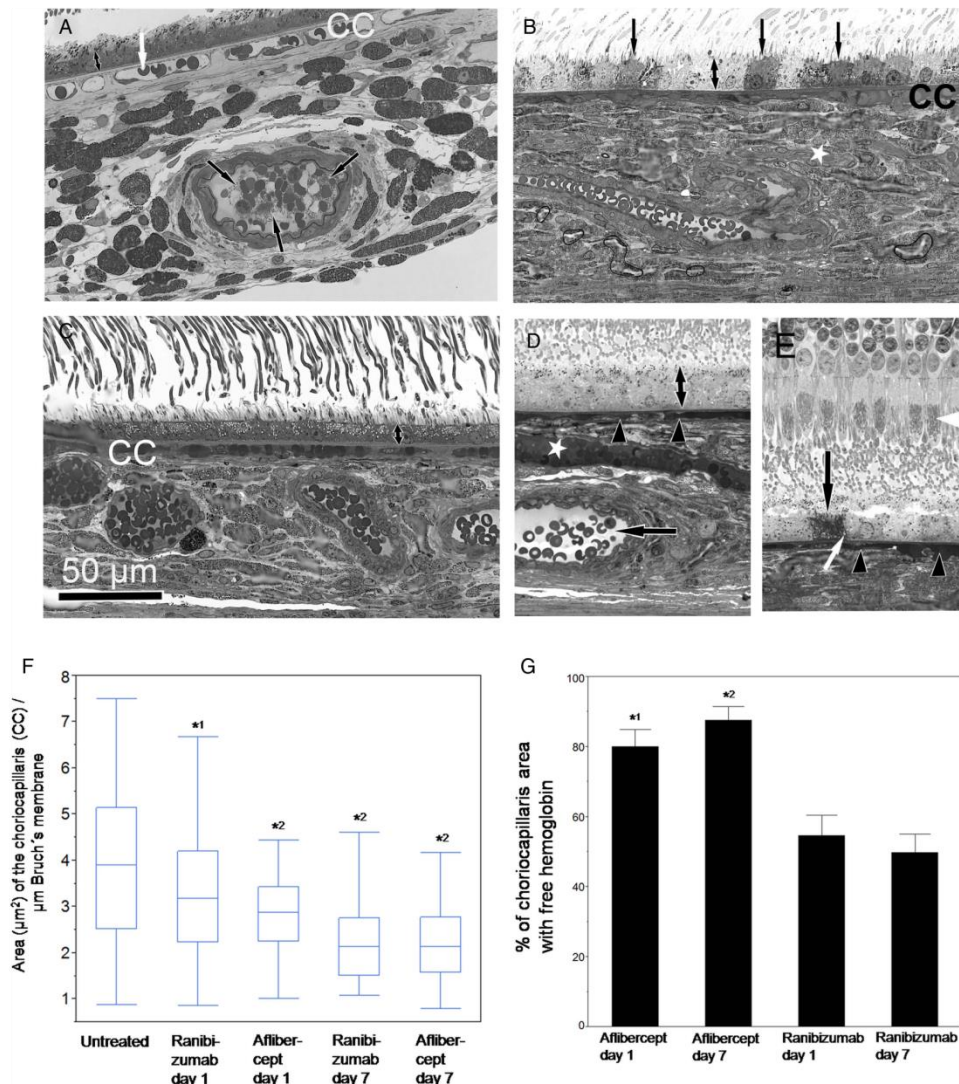 A
CC
B
CC
C
CC
50 µm
D
E
F
Area (µm²) of the choriocapillaris (CC) /
µm Bruch´s membrane
8
7
6
5
4
3
2
1
*1
*2
*2
*2
Untreated
Ranibi-
zumab
day 1
Afliber-
cept
day 1
Ranibi-
zumab
day 7
Afliber-
cept
day 7
G
% of choriocapillaris area
with free hemoglobin
100
80
60
40
20
0
*1
*2
Aflibercept
day 1
Aflibercept
day 7
Ranibizumab
day 1
Ranibizumab
day 7